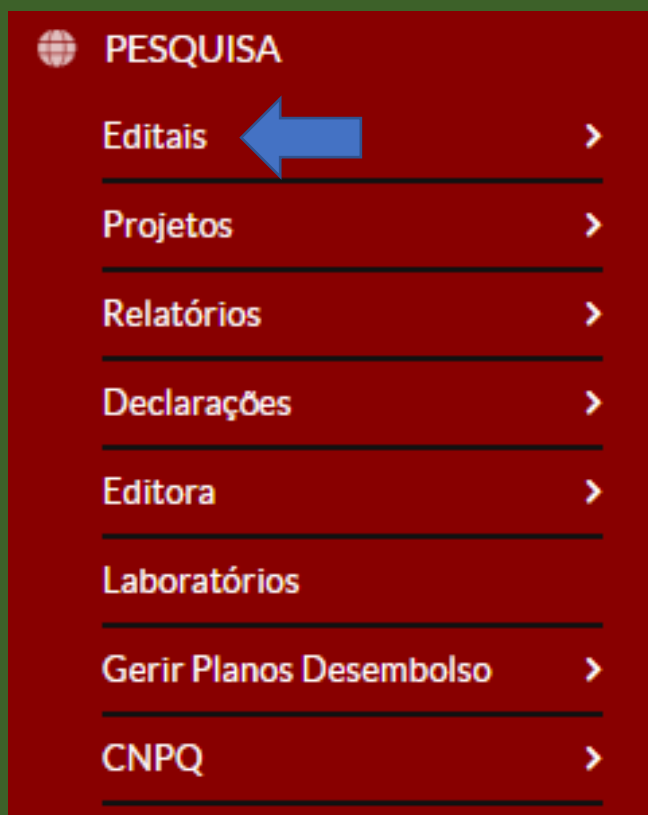 PESQUISA
Editais
Projetos
Relatórios
Declarações
Editora
Laboratórios
Gerir Planos Desembolso
CNPQ